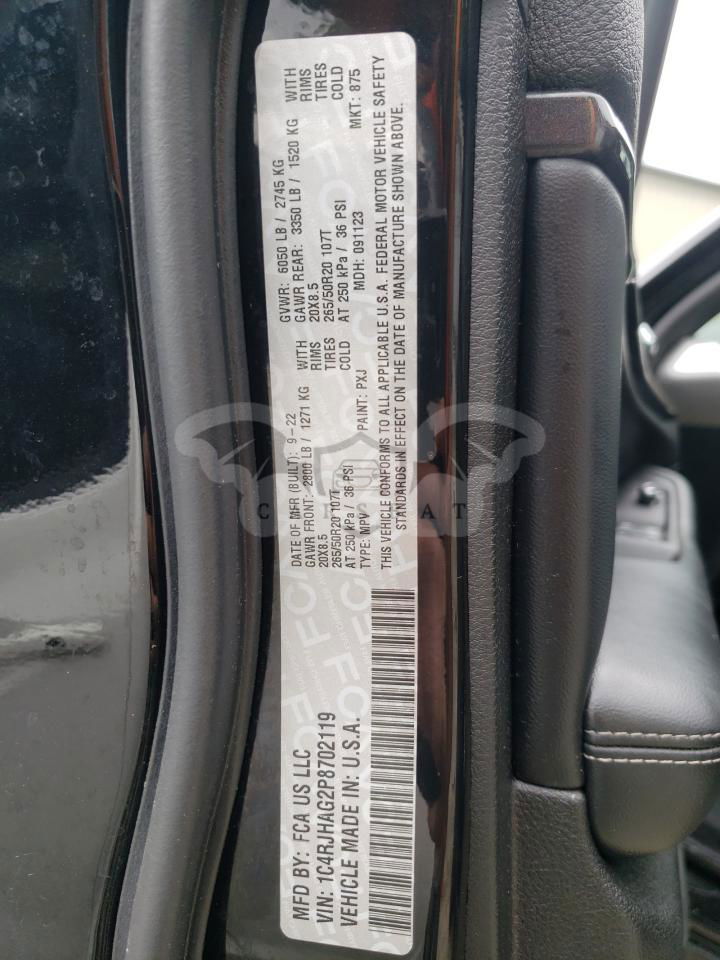 MFD BY: FCA US LLC
VIN: 1C4RJHAG2P8702119
VEHICLE MADE IN: U.S.A.
DATE OF MFR (BUILT): 9-22 GVWR: 6050 LB / 2745 KG
GAWR FRONT: 2800 LB / 1271 KG WITH GAWR REAR: 3350 LB / 1520 KG WITH
20X8.5 RIMS 20X8.5 RIMS
265/50R20 107T TIRES 265/50R20 107T TIRES
AT 250 kPa / 36 PSI COLD AT 250 kPa / 36 PSI COLD
TYPE: MPV PAINT: PXJ MDH: 091123 MKT: 875
THIS VEHICLE CONFORMS TO ALL APPLICABLE U.S.A. FEDERAL MOTOR VEHICLE SAFETY
STANDARDS IN EFFECT ON THE DATE OF MANUFACTURE SHOWN ABOVE.